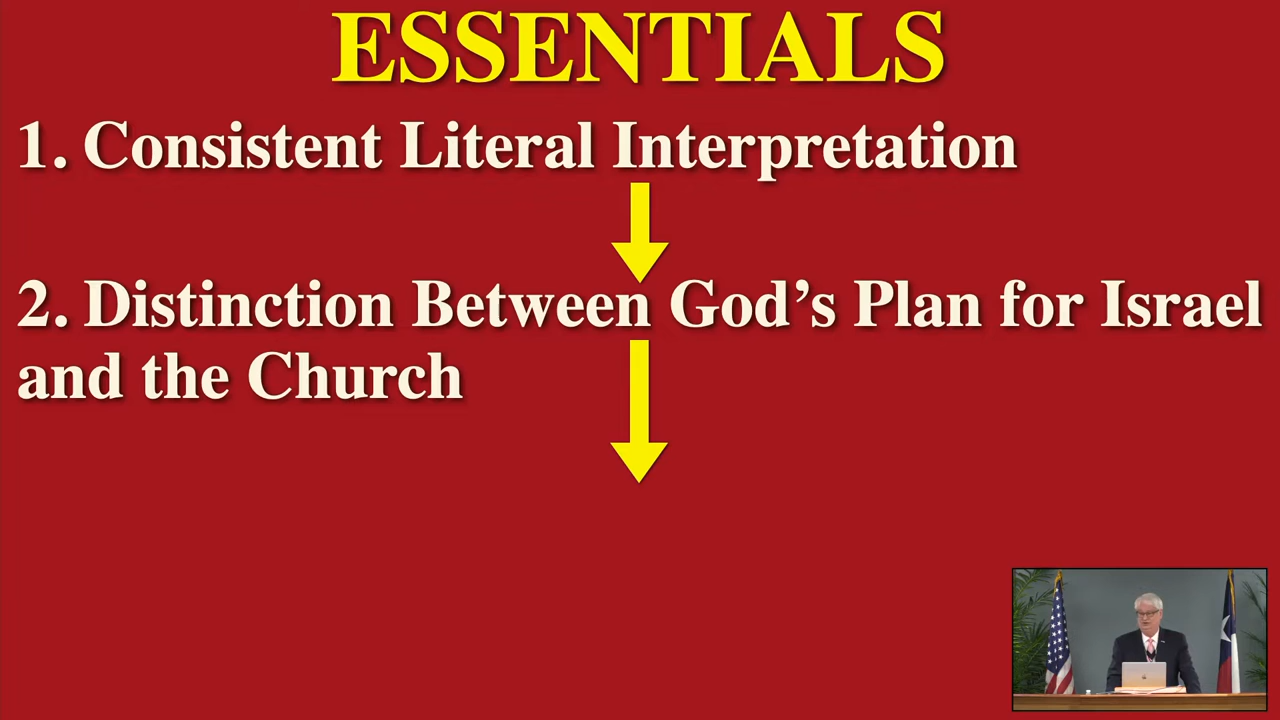 ESSENTIALS
1. Consistent Literal Interpretation
2. Distinction Between God’s Plan for Israel
and the Church